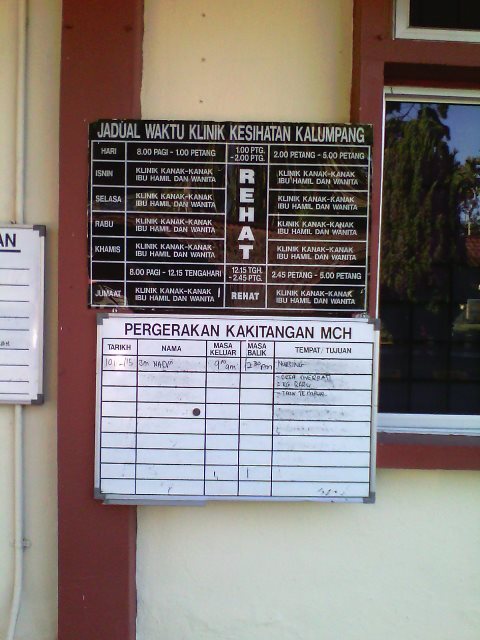 JADUAL WAKTU KLINIK KESIHATAN KALUMPANG
HARI 8.00 PAGI - 1.00 PETANG 1.00 PTG. -2.00 PTG. 2.00 PETANG - 5.00 PETANG
ISNIN KLINIK KANAK-KANAK IBU HAMIL DAN WANITA KLINIK KANAK-KANAK IBU HAMIL DAN WANITA
SELASA KLINIK KANAK-KANAK IBU HAMIL DAN WANITA KLINIK KANAK-KANAK IBU HAMIL DAN WANITA
REHAT
RABU KLINIK KANAK-KANAK IBU HAMIL DAN WANITA KLINIK KANAK-KANAK IBU HAMIL DAN WANITA
KHAMIS KLINIK KANAK-KANAK IBU HAMIL DAN WANITA KLINIK KANAK-KANAK IBU HAMIL DAN WANITA
8.00 PAGI - 12.15 TENGAHARI 12.15 TGH. -2.45 PTG. 2.45 PETANG - 5.00 PETANG
JUMAAT KLINIK KANAK-KANAK IBU HAMIL DAN WANITA REHAT KLINIK KANAK-KANAK IBU HAMIL DAN WANITA
AN
PERGERAKAN KAKITANGAN MCH
TARIKH NAMA MASA KELUAR MASA BALIK TEMPAT/TUJUAN
NURSING